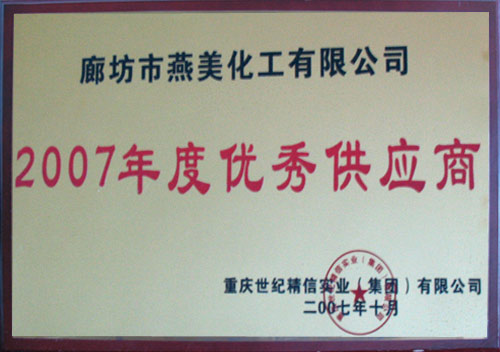 廊坊市燕美化工有限公司
2007年度优秀供应商
重庆世纪精信实业（集团）有限公司
二〇〇七年十月